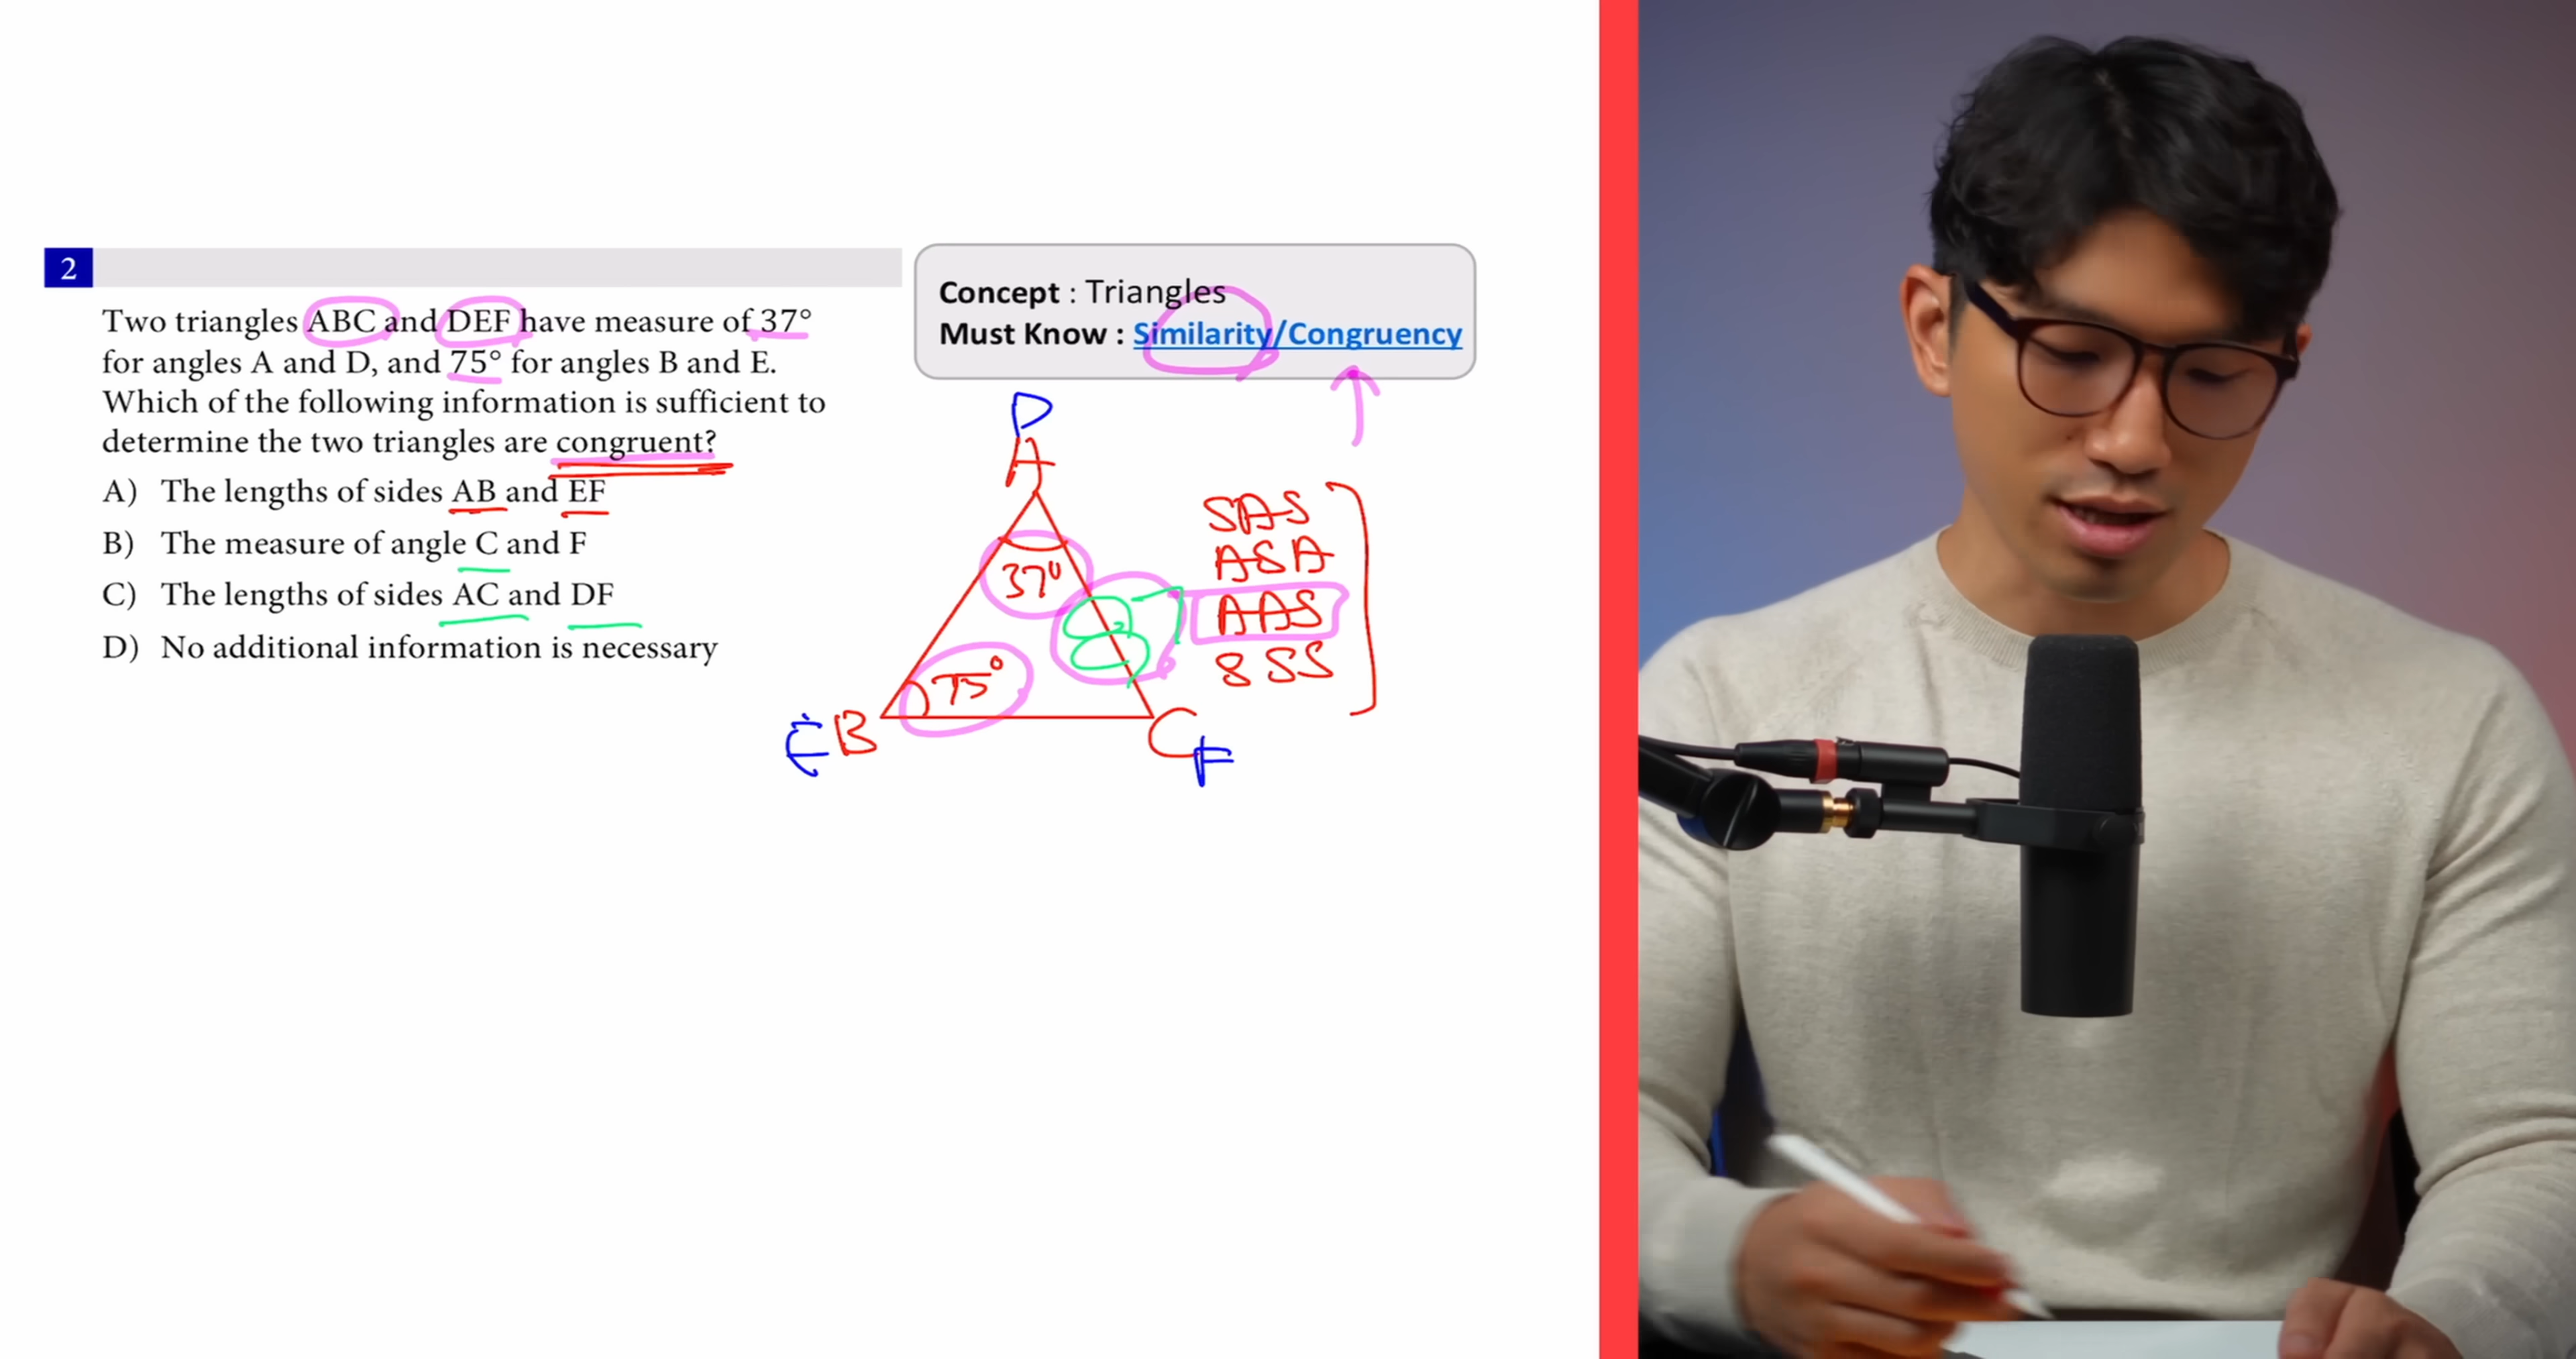 2
Two triangles ABC and DEF have measure of 37°
for angles A and D, and 75° for angles B and E.
Which of the following information is sufficient to
determine the two triangles are congruent?
A) The lengths of sides AB and EF
B) The measure of angle C and F
C) The lengths of sides AC and DF
D) No additional information is necessary
Concept : Triangles
Must Know : Similarity/Congruency
D
A
37°
75°
E B
C F
SAS
ASA
AAS
SSS